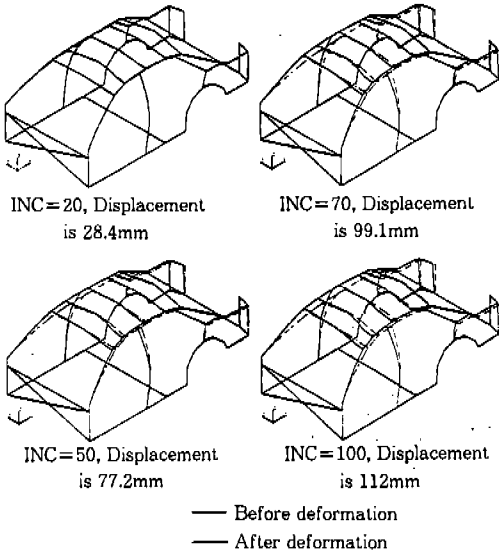 INC=20, Displacement
is 28.4mm
INC=70, Displacement
is 99.1mm
INC=50, Displacement
is 77.2mm
INC=100, Displacement
is 112mm
Before deformation
After deformation